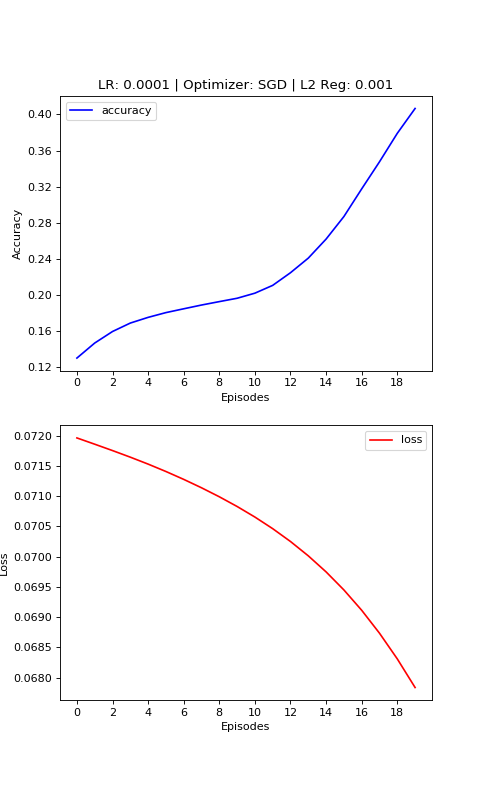 LR: 0.0001 | Optimizer: SGD | L2 Reg: 0.001
accuracy
0.40
0.36
0.32
0.28
0.24
0.20
0.16
0.12
Accuracy
0 2 4 6 8 10 12 14 16 18
Episodes
loss
0.0720
0.0715
0.0710
0.0705
0.0700
0.0695
0.0690
0.0685
0.0680
Loss
0 2 4 6 8 10 12 14 16 18
Episodes